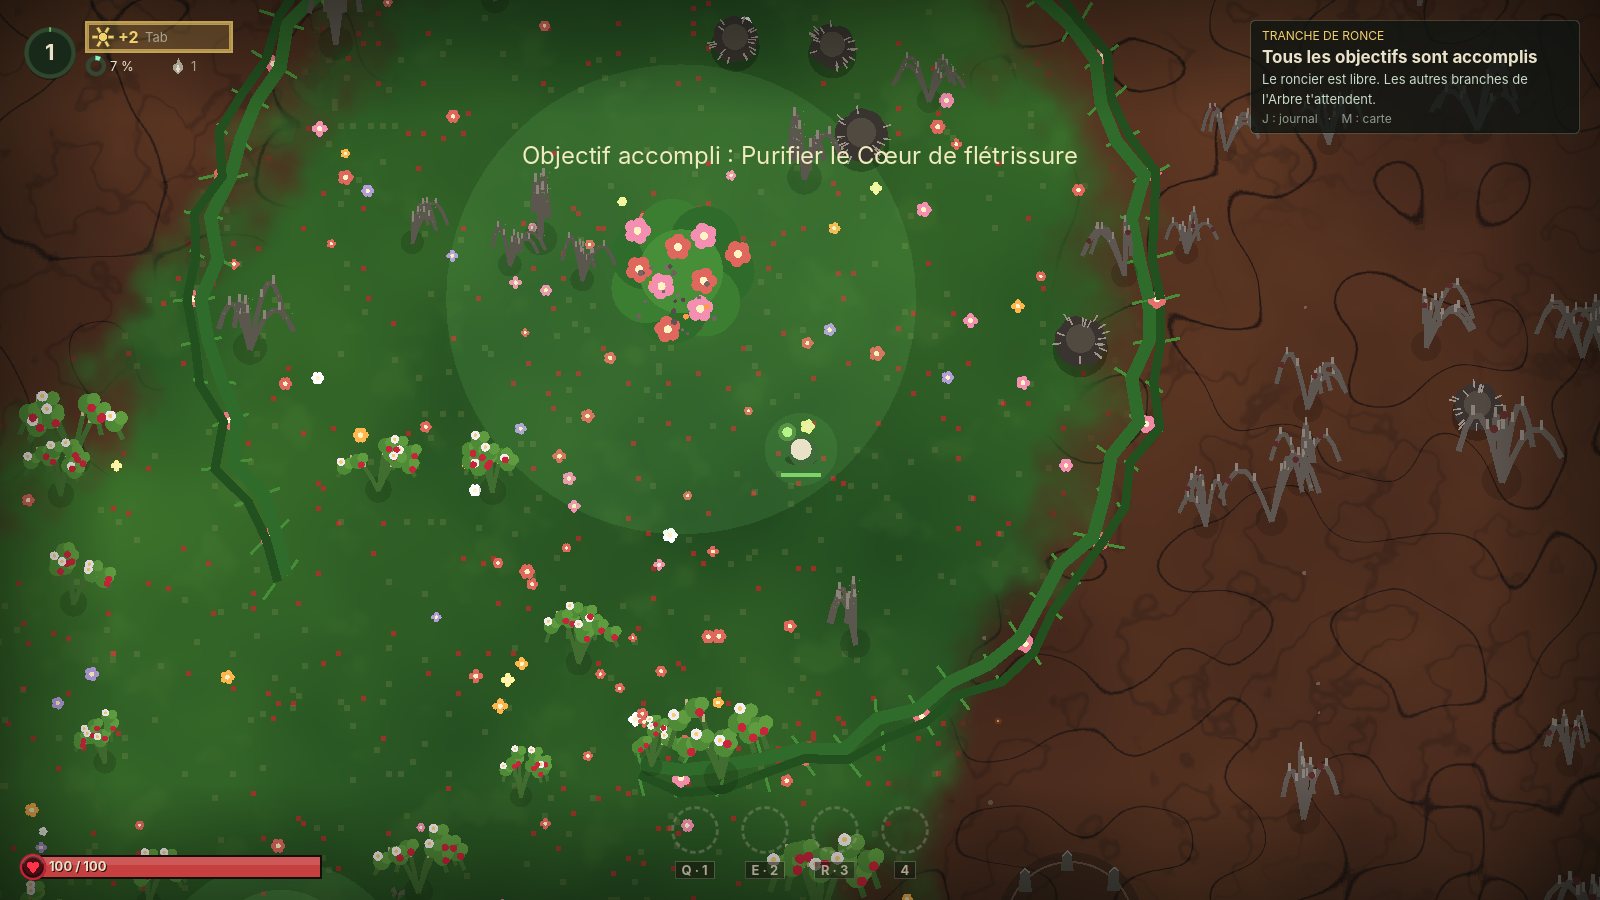 1
+2 Tab
7 %
1
TRANCHE DE RONCE
Tous les objectifs sont accomplis
Le roncier est libre. Les autres branches de
l'Arbre t'attendent.
J : journal · M : carte
Objectif accompli : Purifier le Cœur de flétrissure
100 / 100
Q · 1
E · 2
R · 3
4